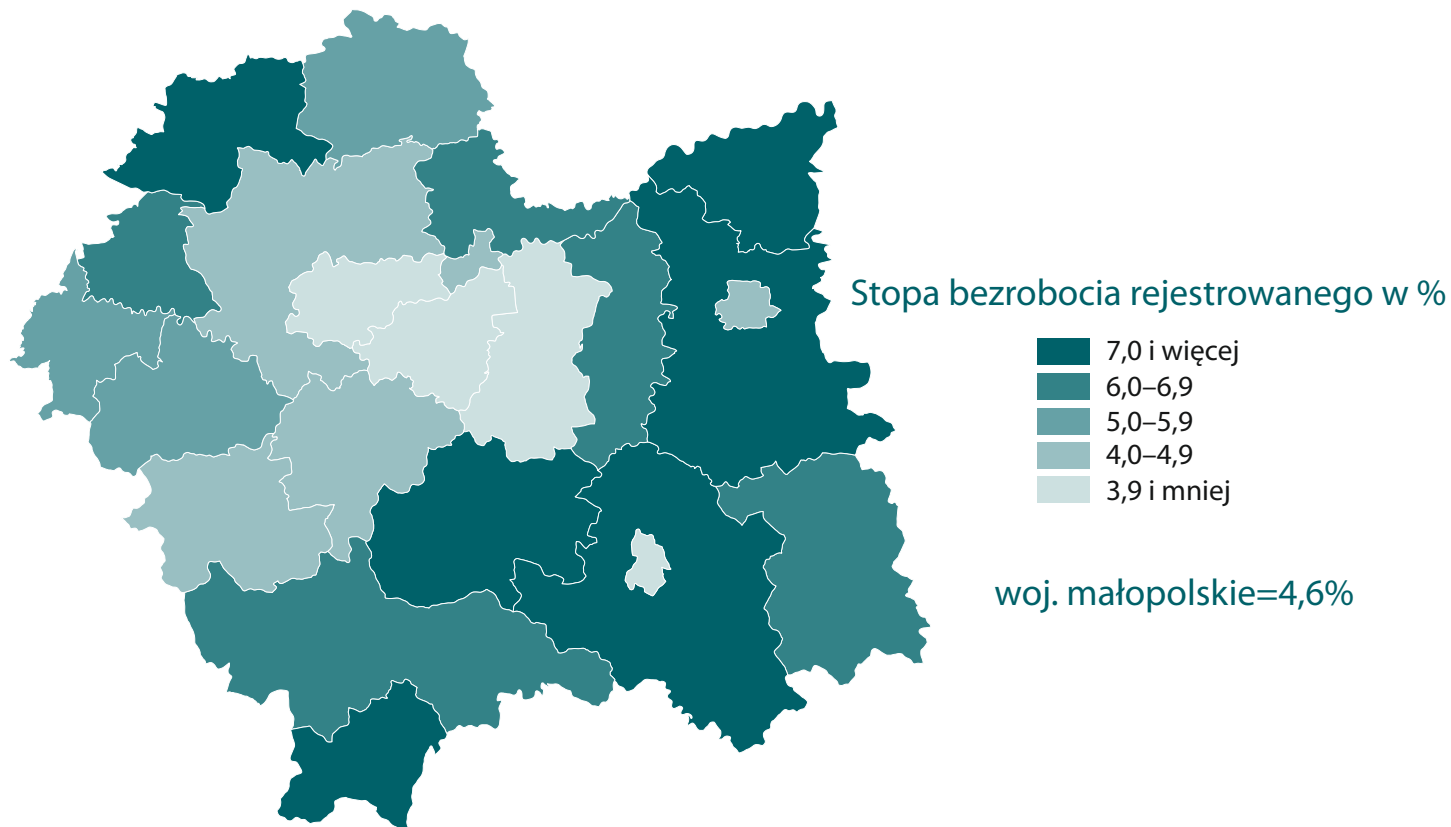 Stopa bezrobocia rejestrowanego w %
7,0 i więcej
6,0–6,9
5,0–5,9
4,0–4,9
3,9 i mniej
woj. małopolskie=4,6%